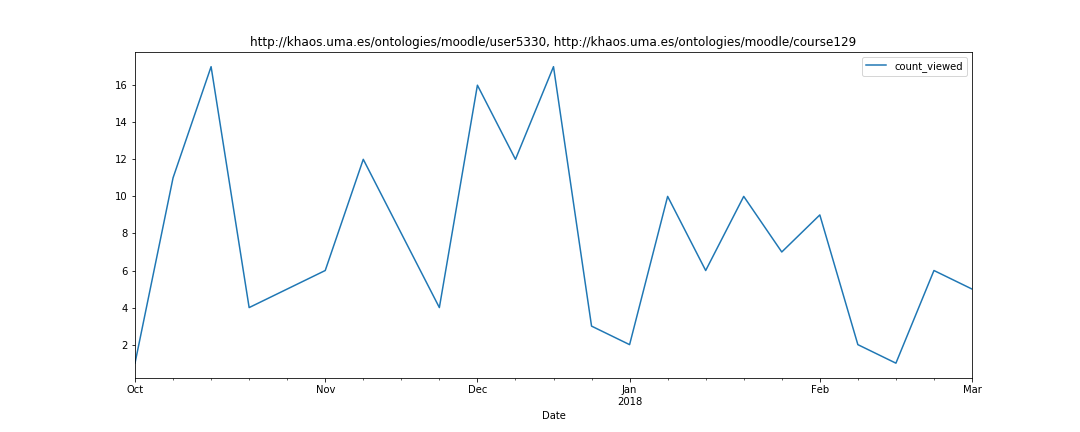 http://khaos.uma.es/ontologies/moodle/user5330, http://khaos.uma.es/ontologies/moodle/course129
count_viewed
16
14
12
10
8
6
4
2
Oct
Nov
Dec
Jan
2018
Feb
Mar
Date